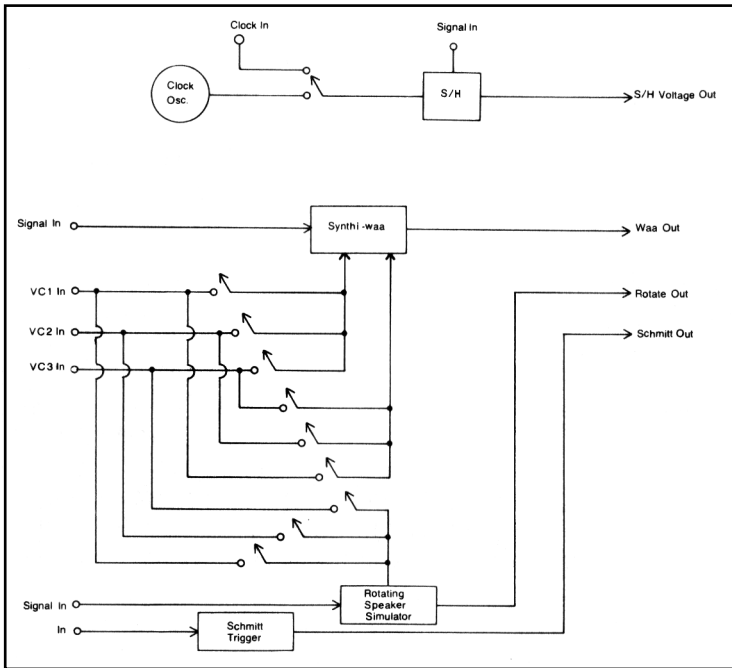 Clock In
Signal In
Clock
Osc.
S/H
S/H Voltage Out
Signal In
Synthi-waa
Waa Out
VC1 In
Rotate Out
VC2 In
Schmitt Out
VC3 In
Signal In
Rotating
Speaker
Simulator
In
Schmitt
Trigger